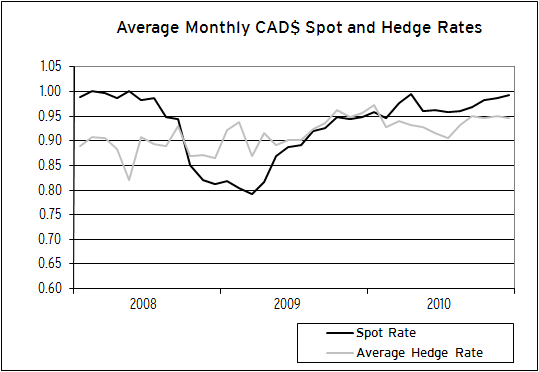 Average Monthly CAD$ Spot and Hedge Rates
1.05
1.00
0.95
0.90
0.85
0.80
0.75
0.70
0.65
0.60
2008 2009 2010
Spot Rate
Average Hedge Rate